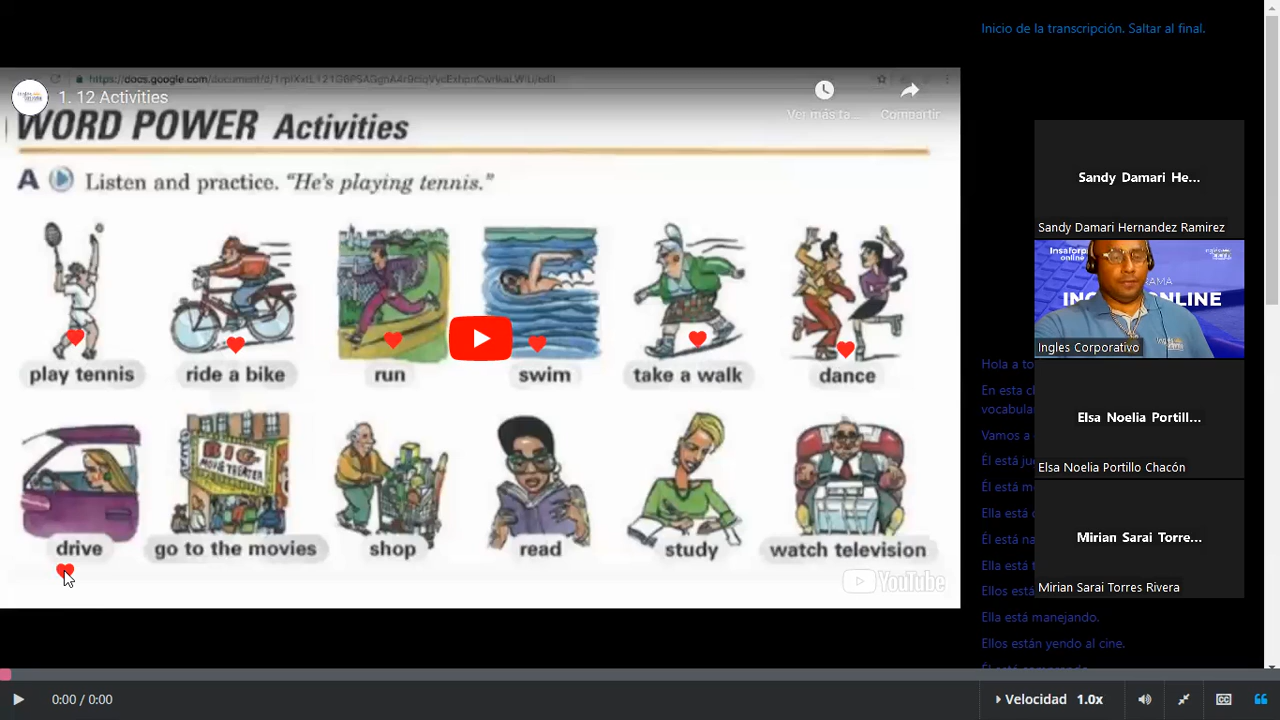 Inicio de la transcripción. Saltar al final.
1. 12 Activities
Ver más ta...
Compartir
WORD POWER Activities
A Listen and practice. "He's playing tennis."
play tennis
ride a bike
run
swim
take a walk
dance
drive
go to the movies
shop
read
study
watch television
YouTube
Hola a to
En esta cl
vocabula
Vamos a
Él está ju
Él está m
Ella está
Él está na
Ella está t
Ellos está
Ella está manejando.
Ellos están yendo al cine.
Él está comprando.
Sandy Damari He...
Sandy Damari Hernandez Ramirez
Insaforp
online
Ingles Corporativo
Elsa Noelia Portill...
Elsa Noelia Portillo Chacón
Mirian Sarai Torre...
Mirian Sarai Torres Rivera
0:00 / 0:00
Velocidad 1.0x